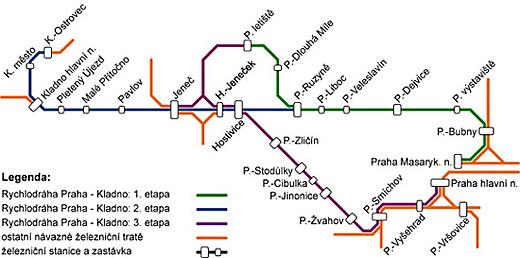 K.-Ostrovec
K. město
Kladno hlavní n.
Pletený Újezd
Malé Přítočno
Pavlov
Jeneč
H.-Jeneček
Hostivice
P. letiště
P.-Dlouhá Míle
P.-Ruzyně
P.-Liboc
P.-Veleslavín
P.-Dejvice
P. výstaviště
P.-Bubny
Praha Masaryk. n.
P.-Zličín
P.-Stodůlky
P.-Cibulka
P.-Jinonice
P.-Žvahov
P.-Smíchov
Praha hlavní n.
P.-Vyšehrad
P.-Vršovice
Legenda:
Rychlodráha Praha - Kladno: 1. etapa
Rychlodráha Praha - Kladno: 2. etapa
Rychlodráha Praha - Kladno: 3. etapa
ostatní návazné železniční tratě
železniční stanice a zastávka